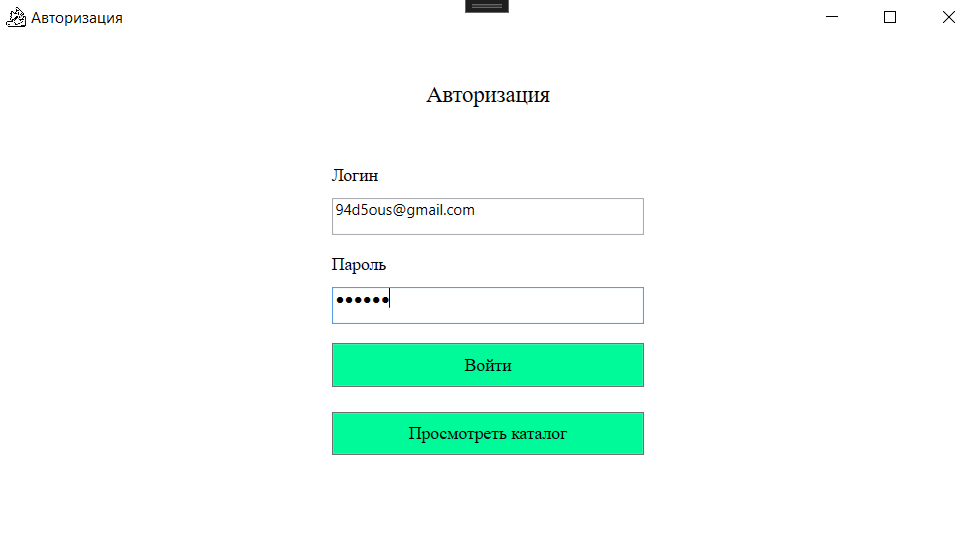 Авторизация
Авторизация
Логин
94d5ous@gmail.com
Пароль
●●●●●●
Войти
Просмотреть каталог